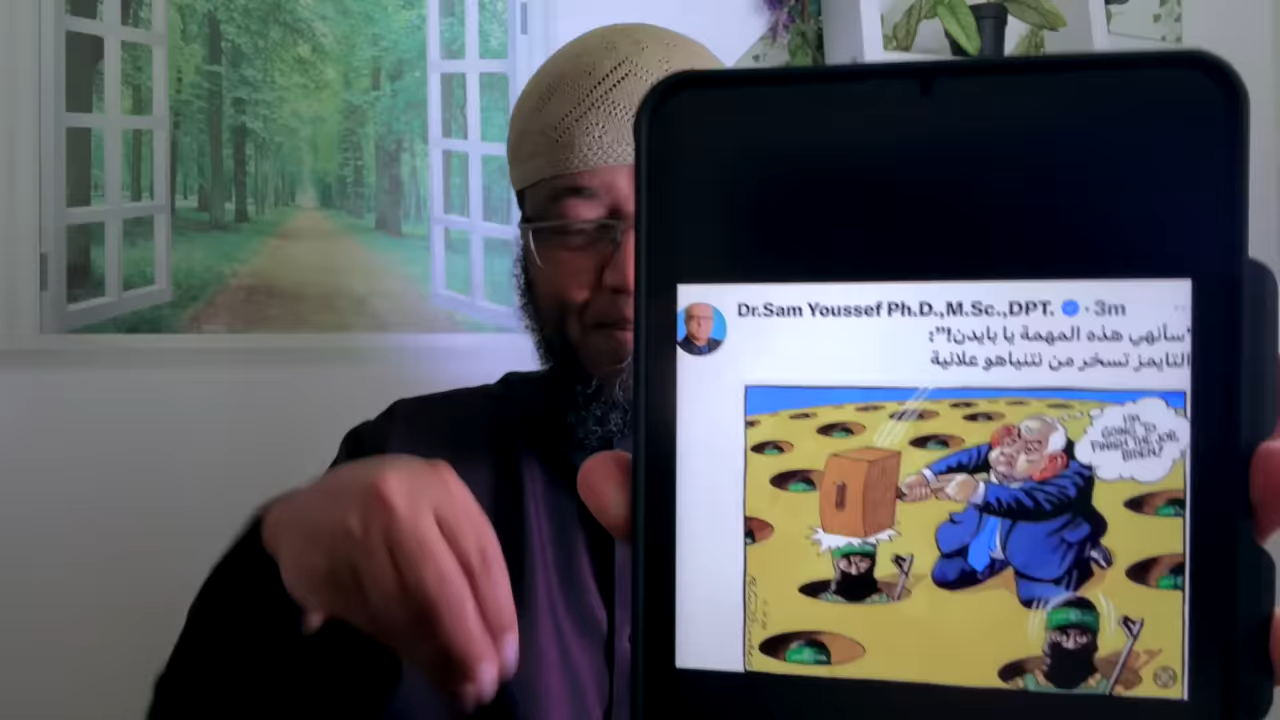 Dr.Sam Youssef Ph.D.,M.Sc.,DPT. · 3m
"سأنهي هذه المهمة يا بايدن!":
التايمز تسخر من نتنياهو علانية
I'M
GOING TO
FINISH THE JOB,
BIDEN!